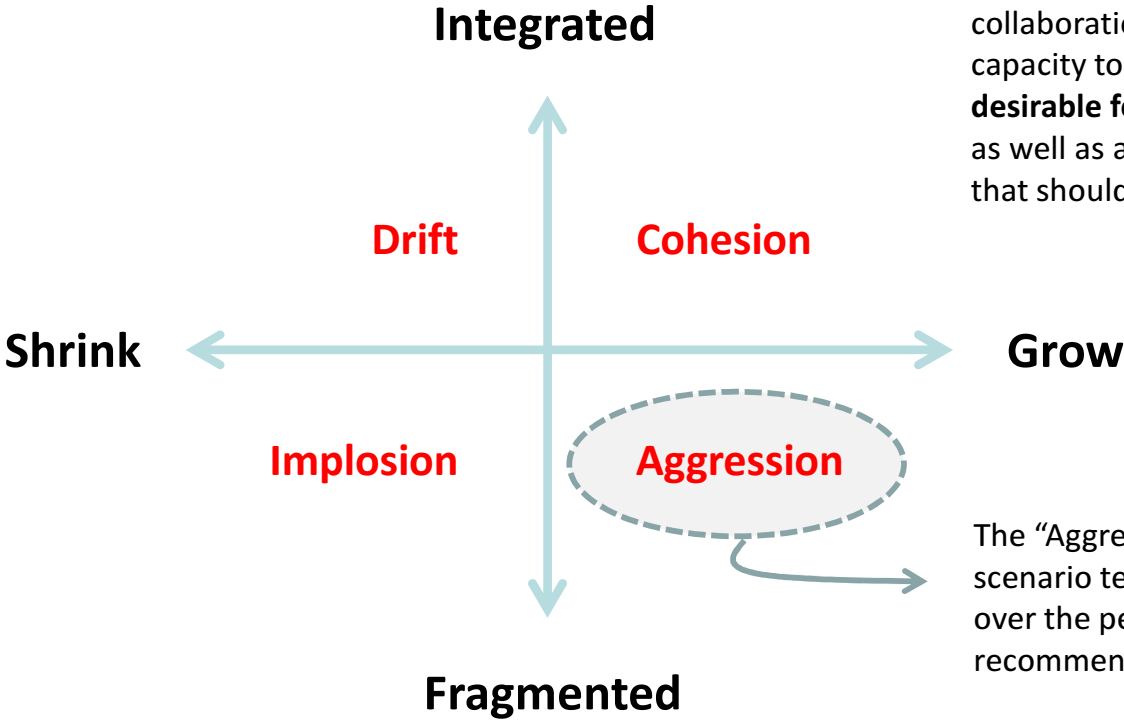 Integrated
collaboratio
capacity to
desirable fo
as well as a
that should
Drift
Cohesion
Shrink
Grow
Implosion
Aggression
The “Aggre
scenario te
over the pe
recommen
Fragmented